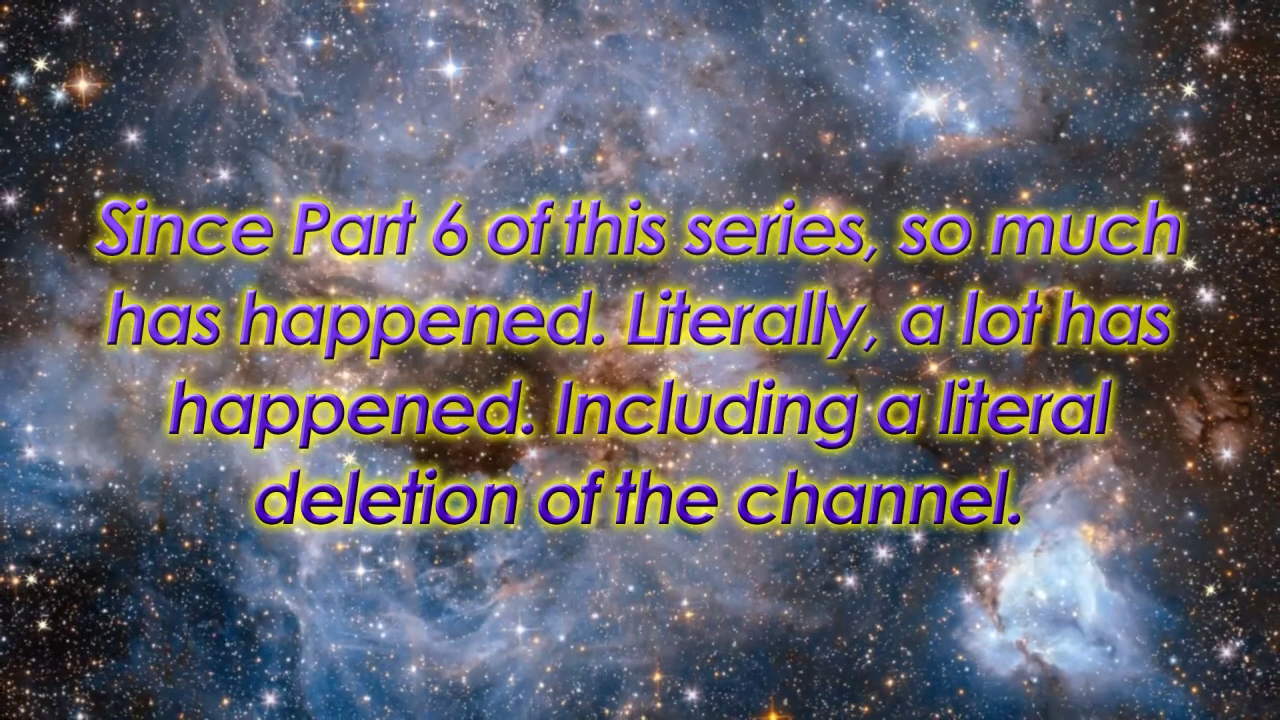 Since Part 6 of this series, so much
has happened. Literally, a lot has
happened. Including a literal
deletion of the channel.